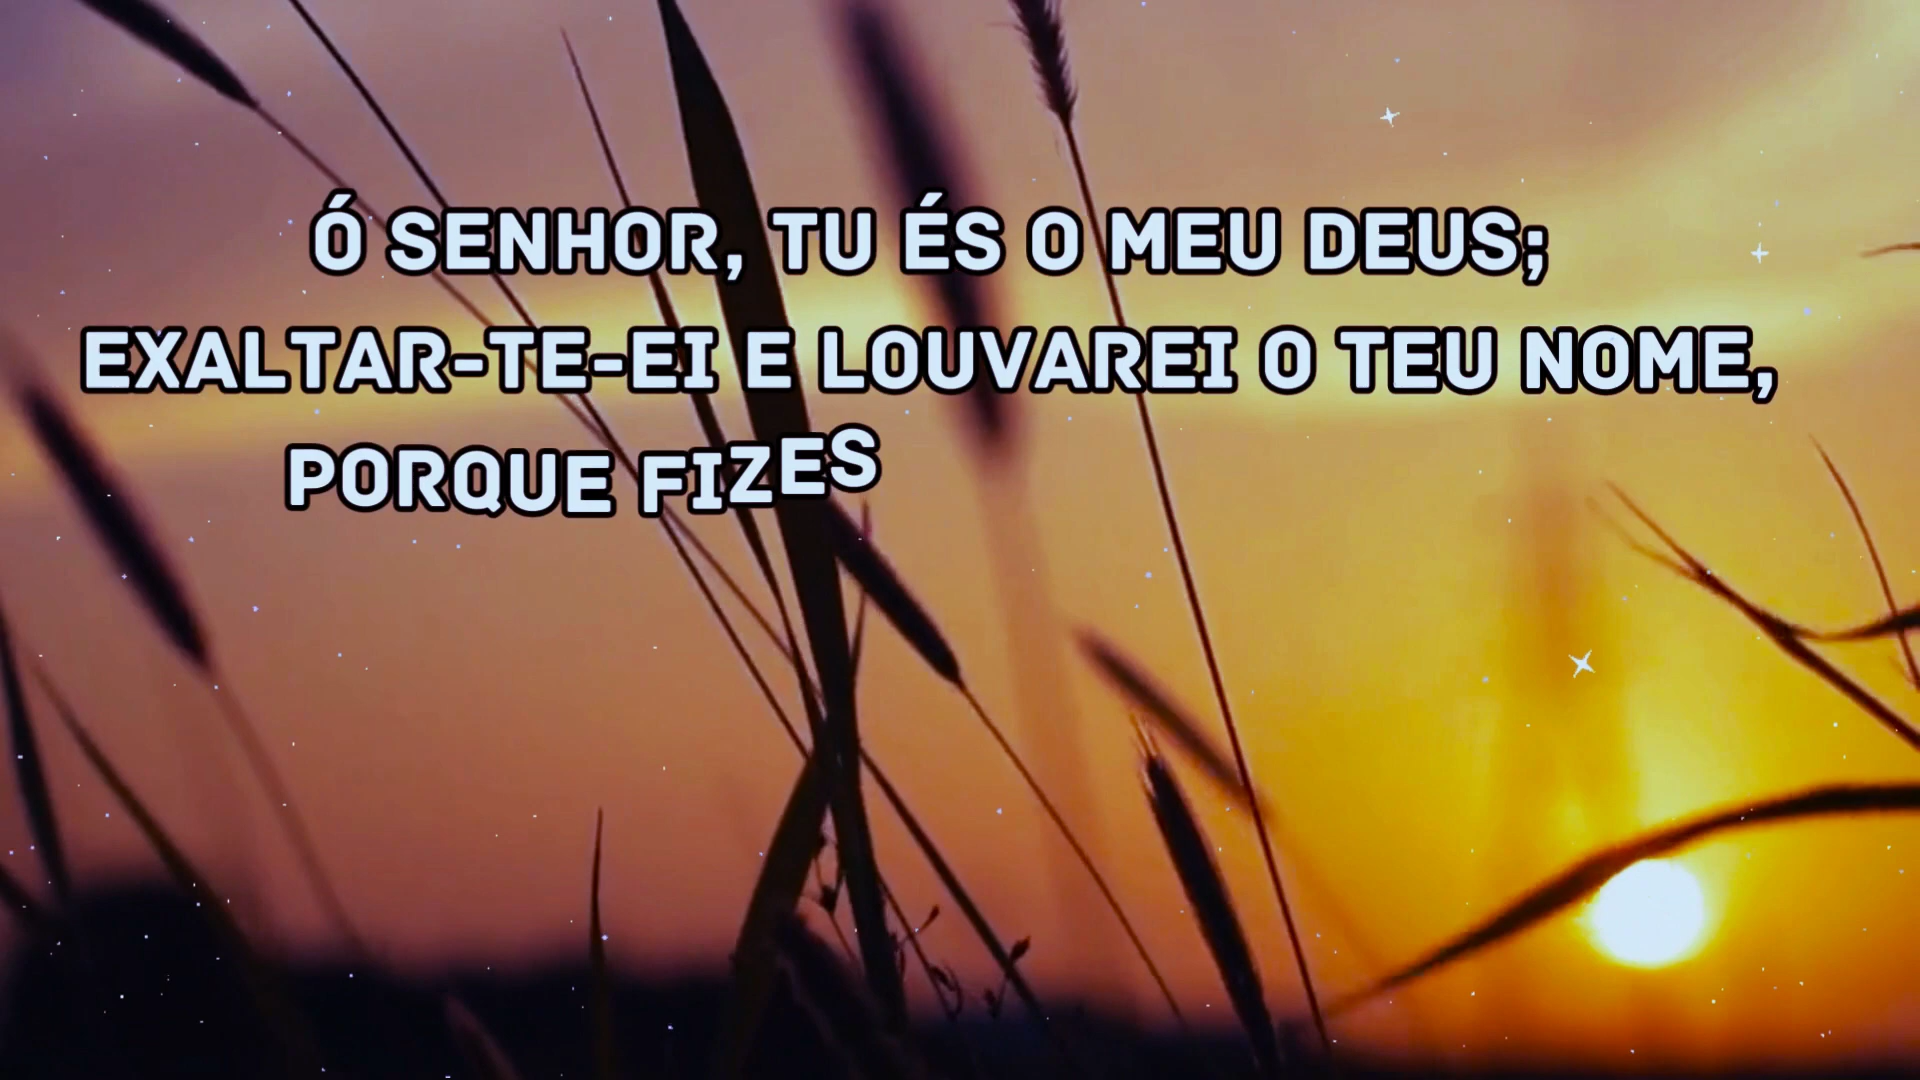 Ó SENHOR, TU ÉS O MEU DEUS;
EXALTAR-TE-EI E LOUVAREI O TEU NOME,
PORQUE FIZES